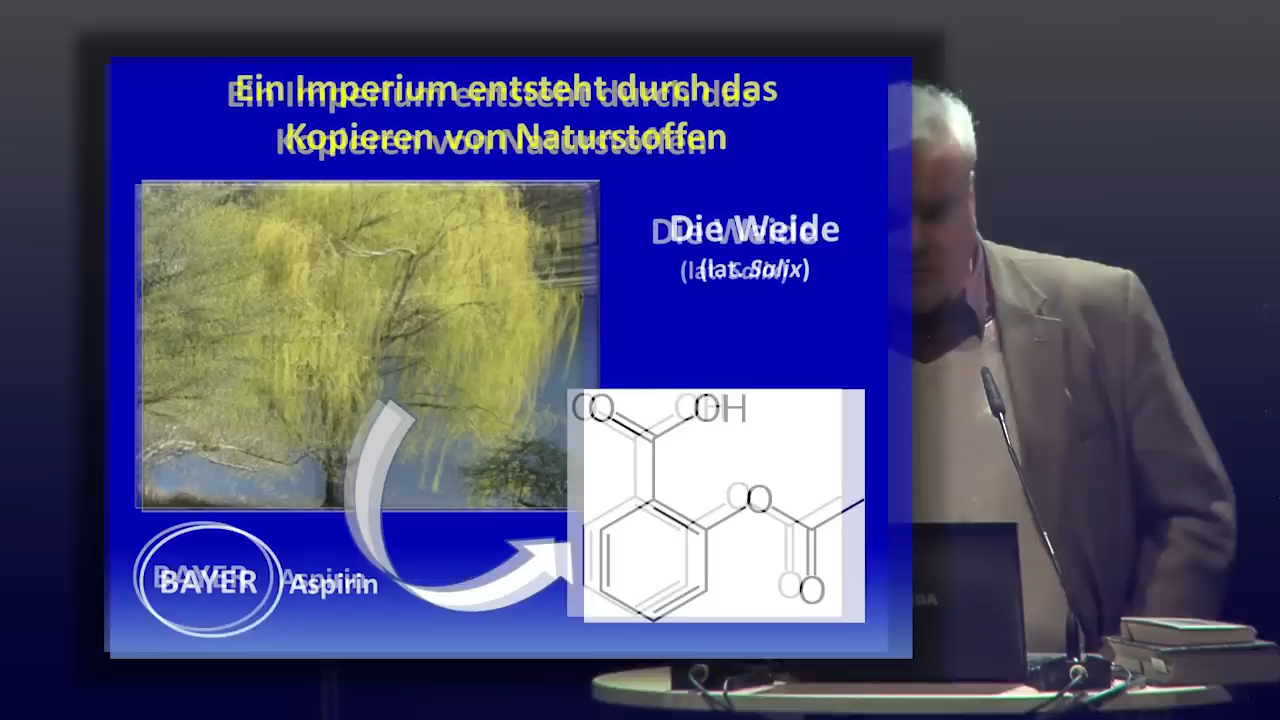 Ein Imperium entsteht durch das
Kopieren von Naturstoffen
Die Weide
(lat. Salix)
O OH
O
O
BAYER Aspirin